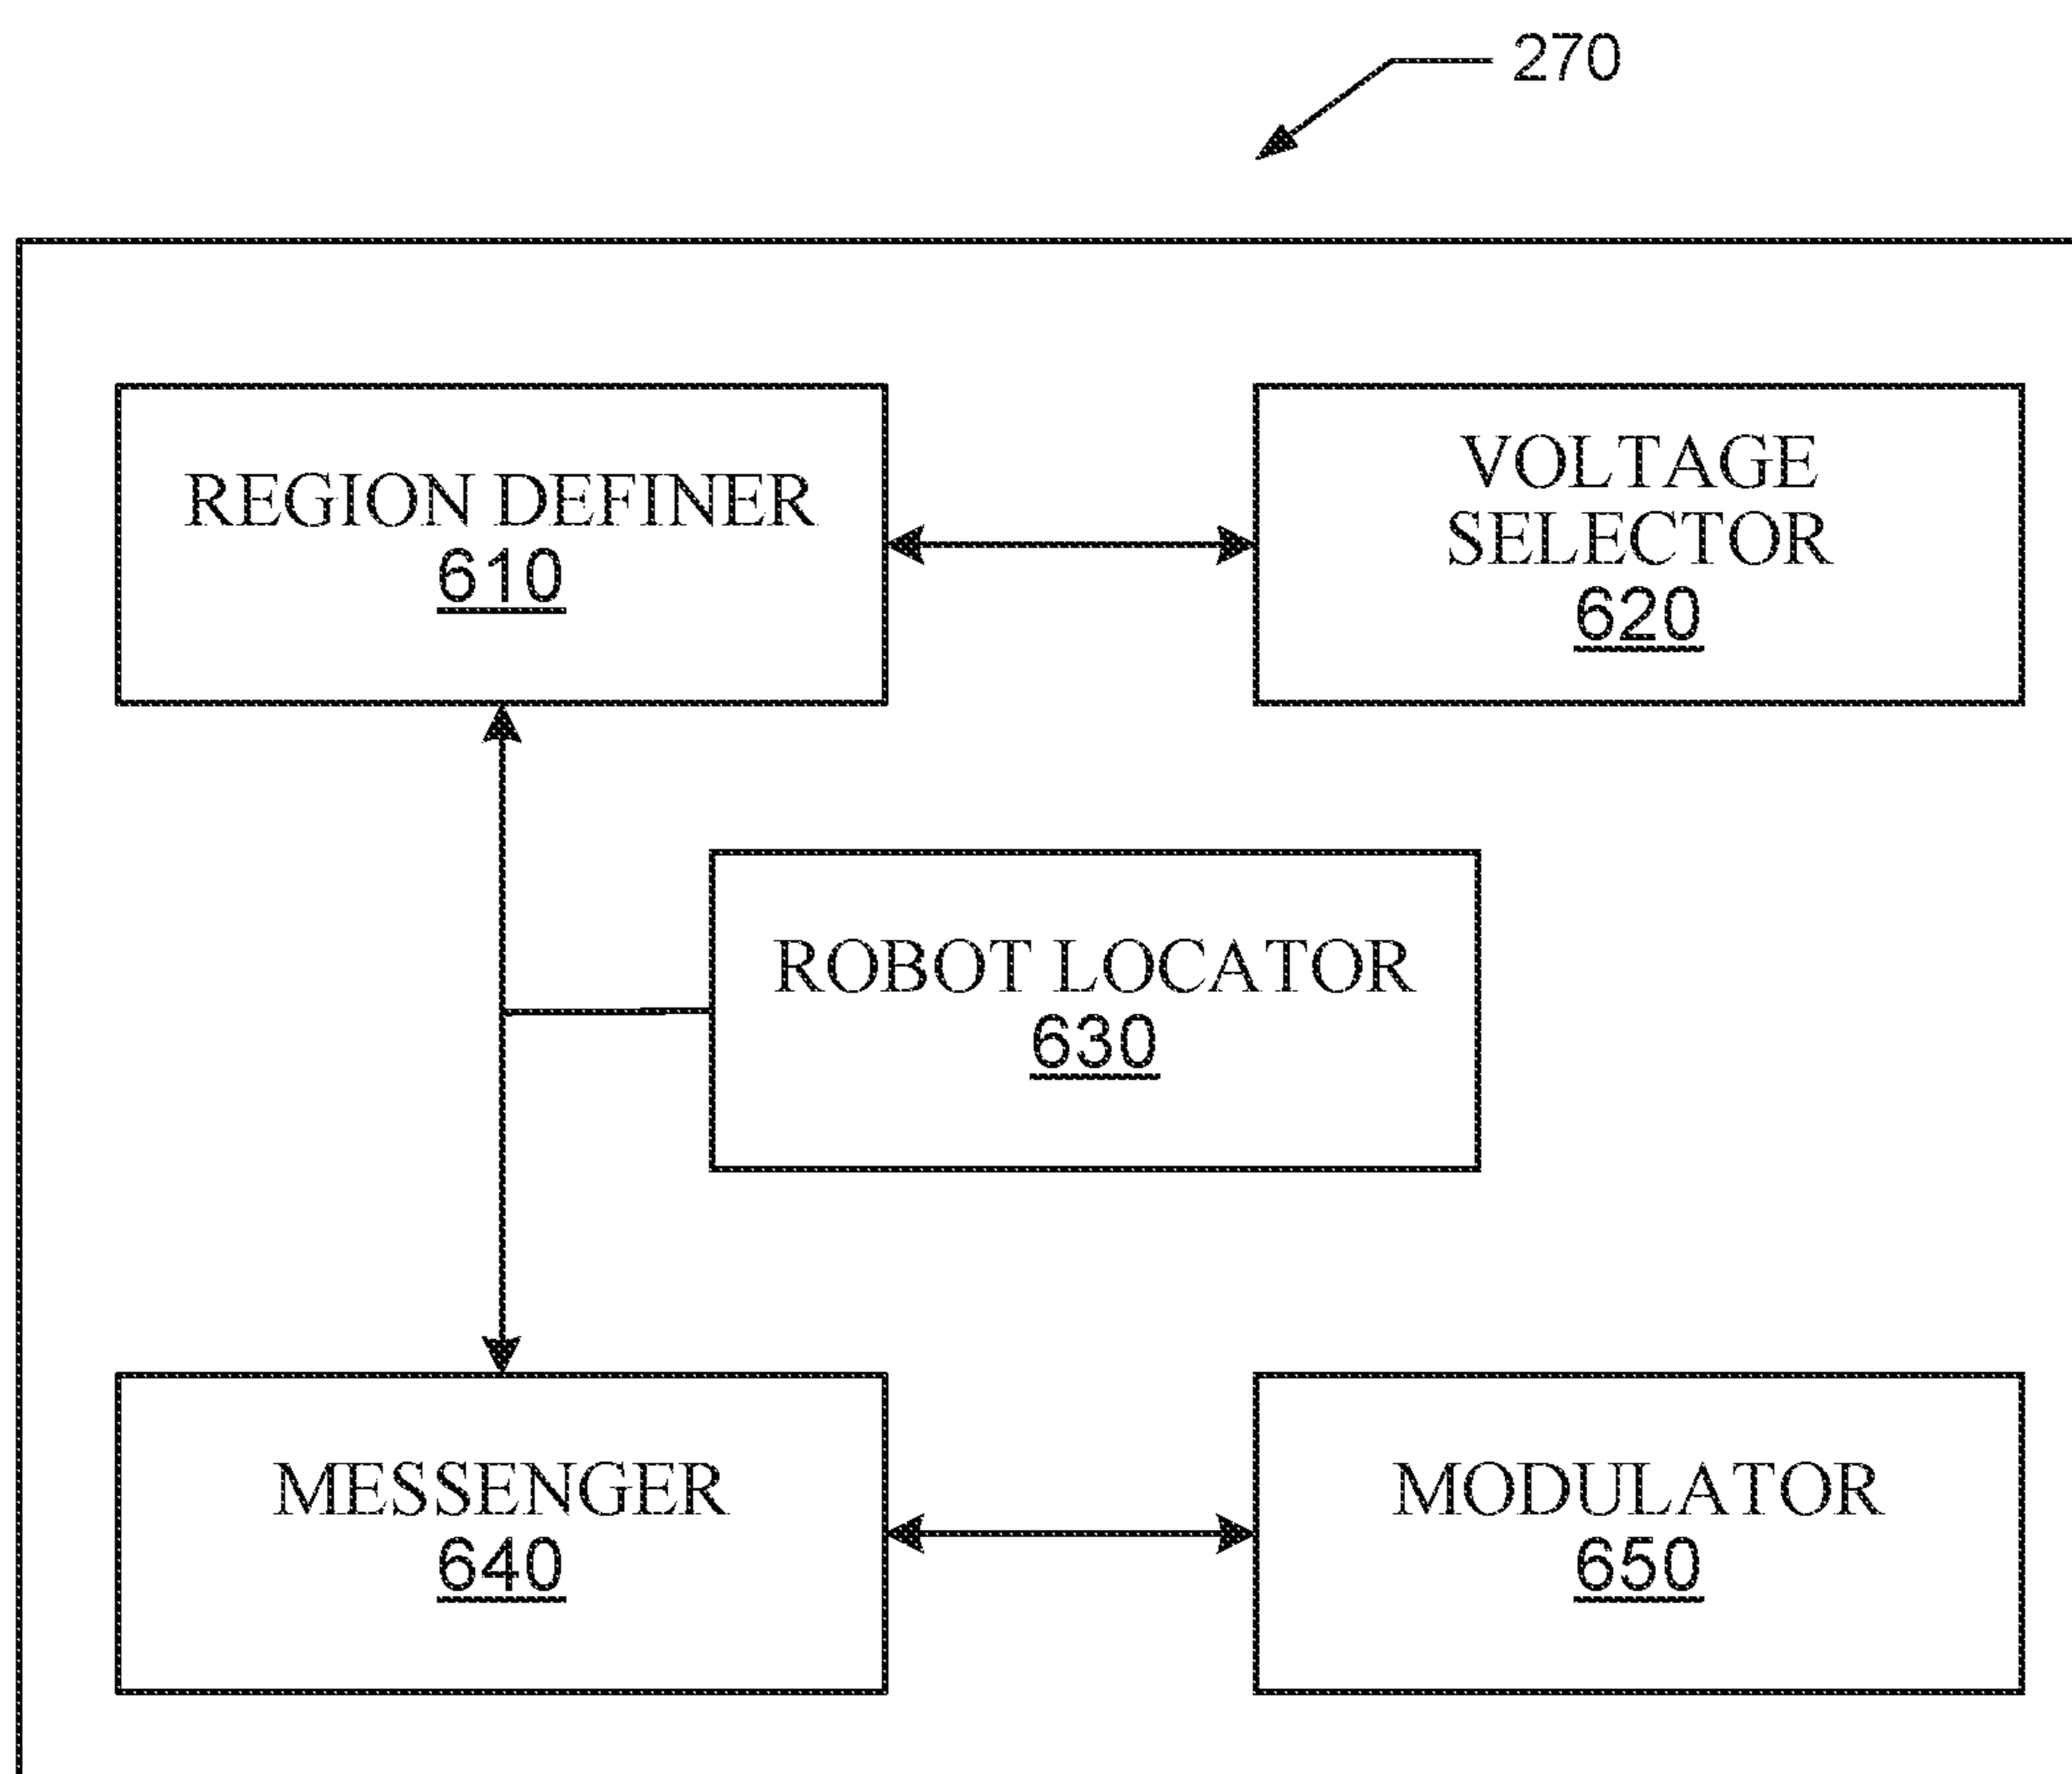 270
REGION DEFINER
610
VOLTAGE
SELECTOR
620
ROBOT LOCATOR
630
MESSENGER
640
MODULATOR
650